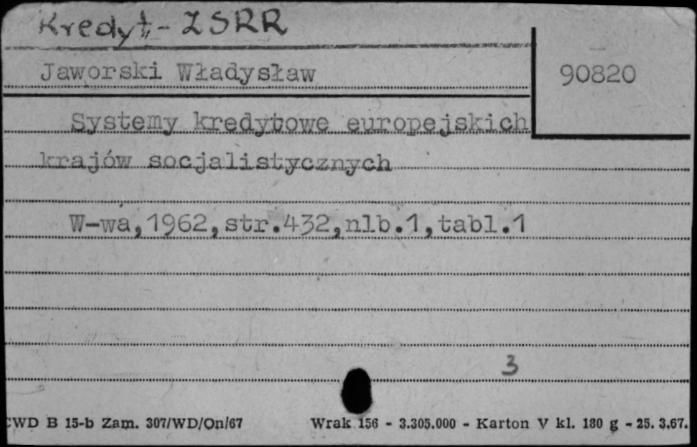 Kredyt - ZSRR
Jaworski Władysław
90820
Systemy kredytowe europejskich
krajów socjalistycznych
W-wa,1962,str.432,nlb.1,tabl.1
3
CWD B 15-b Zam. 307/WD/On/67 Wrak 156 - 3.305.000 - Karton V kl. 180 g - 25. 3.67.